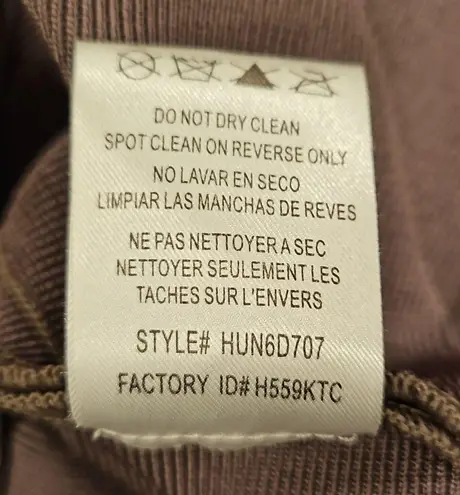 DO NOT DRY CLEAN
SPOT CLEAN ON REVERSE ONLY
NO LAVAR EN SECO
LIMPIAR LAS MANCHAS DE REVES
NE PAS NETTOYER A SEC
NETTOYER SEULEMENT LES
TACHES SUR L'ENVERS
STYLE# HUN6D707
FACTORY ID# H559KTC